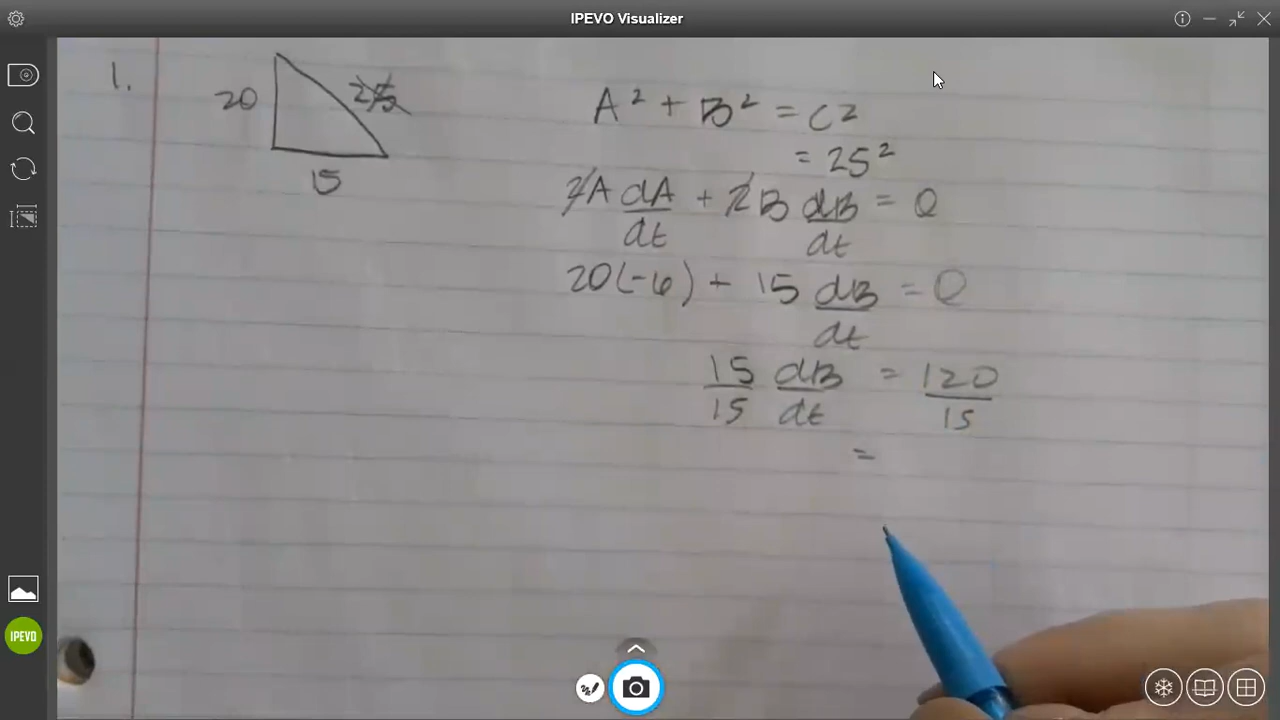 IPEVO Visualizer
1.
20
25
15
A² + B² = C²
= 25²
2A dA/dt + 2B dB/dt = 0
20(-6) + 15 dB/dt = 0
15/15 dB/dt = 120/15
=
IPEVO